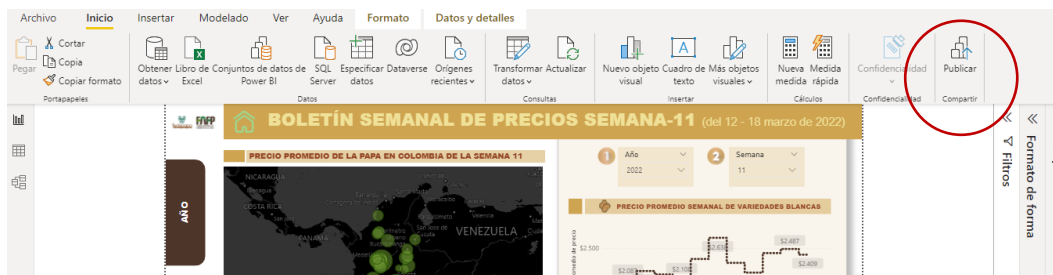 Archivo Inicio Insertar Modelado Ver Ayuda Formato Datos y detalles
Pegar
Cortar
Copia
Copiar formato
Portapapeles
Obtener datos
Libro de Excel
Conjuntos de datos de Power BI
SQL Server
Especificar datos
Dataverse
Orígenes recientes
Datos
Transformar datos
Actualizar
Consultas
Nuevo objeto visual
Cuadro de texto
Más objetos visuales
Insertar
Nueva medida
Medida rápida
Cálculos
Confidencialidad
Confidencialidad
Publicar
Compartir
FNFP
BOLETÍN SEMANAL DE PRECIOS SEMANA-11 (del 12 - 18 marzo de 2022)
AÑO
PRECIO PROMEDIO DE LA PAPA EN COLOMBIA DE LA SEMANA 11
NICARAGUA
COSTA RICA
PANAMÁ
VENEZUELA
Valencia
1 Año
2022
2 Semana
11
PRECIO PROMEDIO SEMANAL DE VARIEDADES BLANCAS
$2.500
$2.487
$2.409
Filtros
Formato de forma